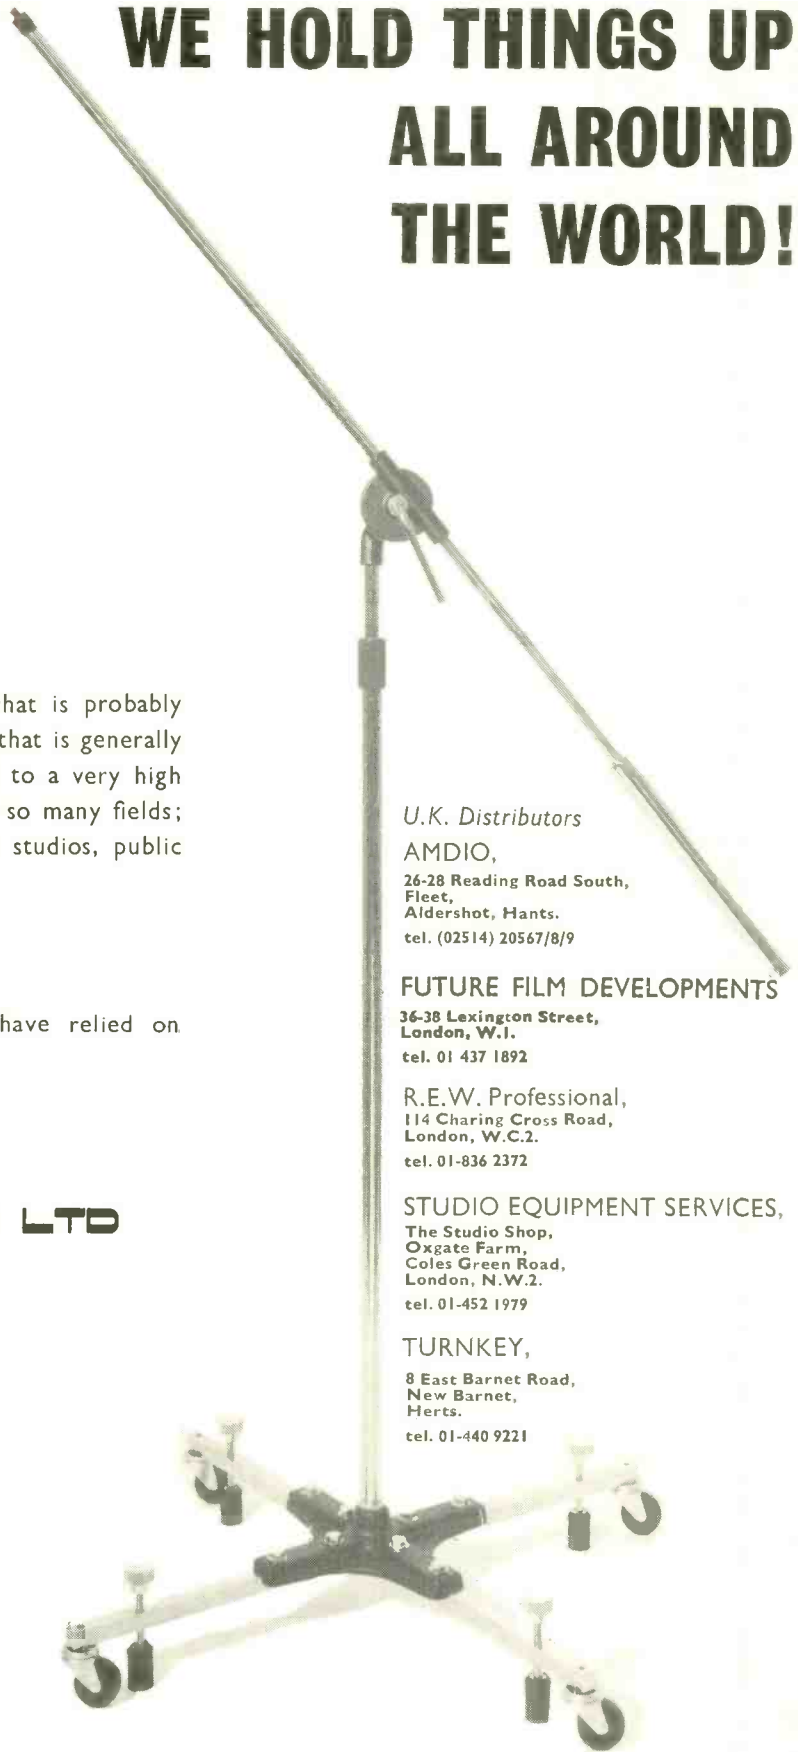 WE HOLD THINGS UP
ALL AROUND
THE WORLD!
hat is probably
that is generally
to a very high
so many fields;
studios, public
have relied on
LTD
U.K. Distributors
AMDIO,
26-28 Reading Road South,
Fleet,
Aldershot, Hants.
tel. (02514) 20567/8/9
FUTURE FILM DEVELOPMENTS
36-38 Lexington Street,
London, W.1.
tel. 01 437 1892
R.E.W. Professional,
114 Charing Cross Road,
London, W.C.2.
tel. 01-836 2372
STUDIO EQUIPMENT SERVICES,
The Studio Shop,
Oxgate Farm,
Coles Green Road,
London, N.W.2.
tel. 01-452 1979
TURNKEY,
8 East Barnet Road,
New Barnet,
Herts.
tel. 01-440 9221